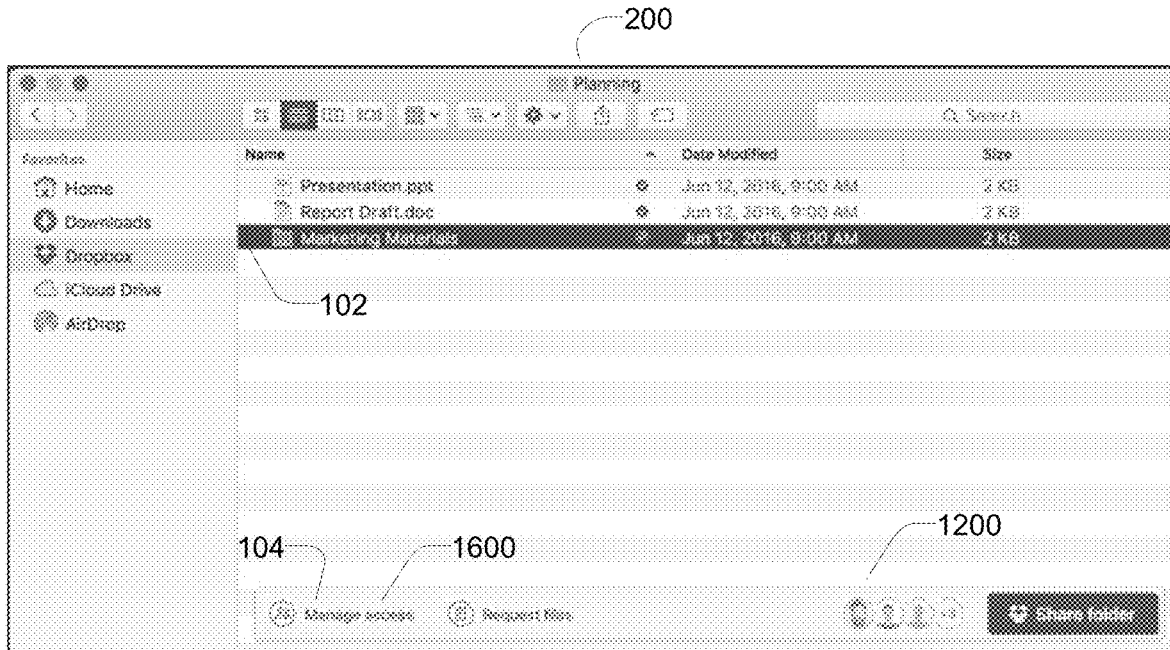 200
Planning
Search
Favorites
Name Date Modified Size
Home
Presentation.ppt Jun 12, 2016, 9:00 AM 2 KB
Downloads
Report Draft.doc Jun 12, 2016, 9:00 AM 2 KB
Marketing Materials Jun 12, 2016, 9:00 AM 2 KB
Dropbox
iCloud Drive
102
AirDrop
1200
104 1600
Manage access Request files Share folder